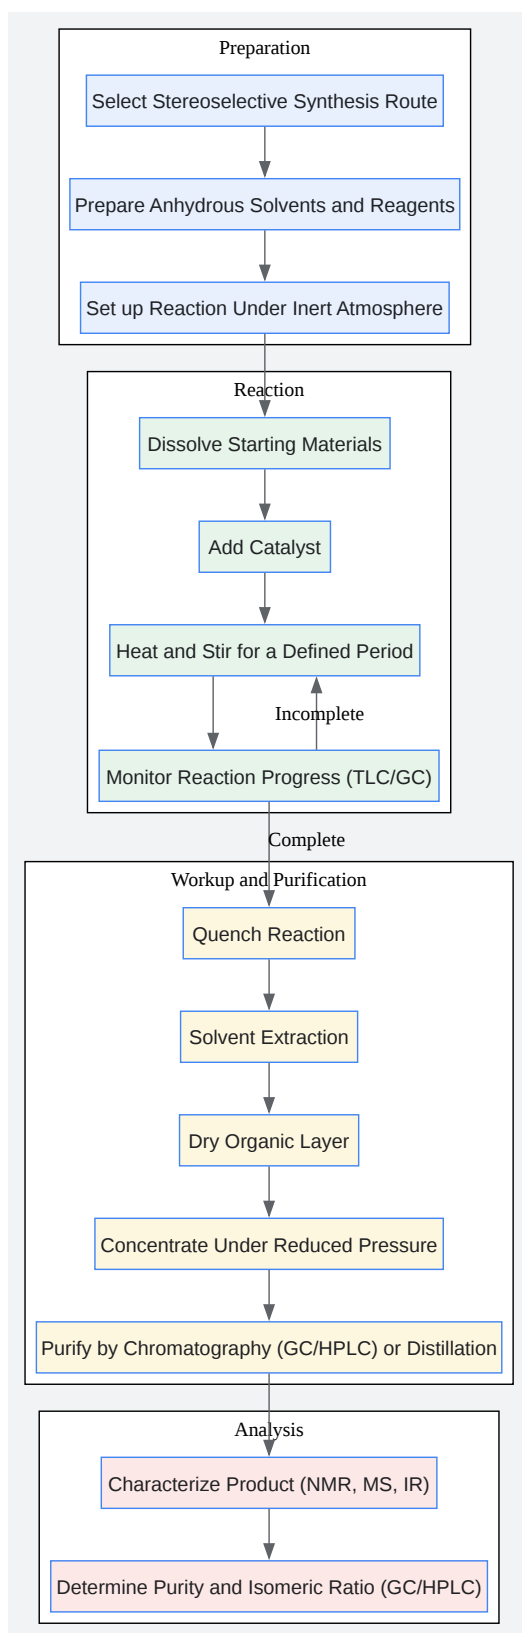 Preparation
Select Stereoselective Synthesis Route
Prepare Anhydrous Solvents and Reagents
Set up Reaction Under Inert Atmosphere
Reaction
Dissolve Starting Materials
Add Catalyst
Heat and Stir for a Defined Period
Incomplete
Monitor Reaction Progress (TLC/GC)
Complete
Workup and Purification
Quench Reaction
Solvent Extraction
Dry Organic Layer
Concentrate Under Reduced Pressure
Purify by Chromatography (GC/HPLC) or Distillation
Analysis
Characterize Product (NMR, MS, IR)
Determine Purity and Isomeric Ratio (GC/HPLC)